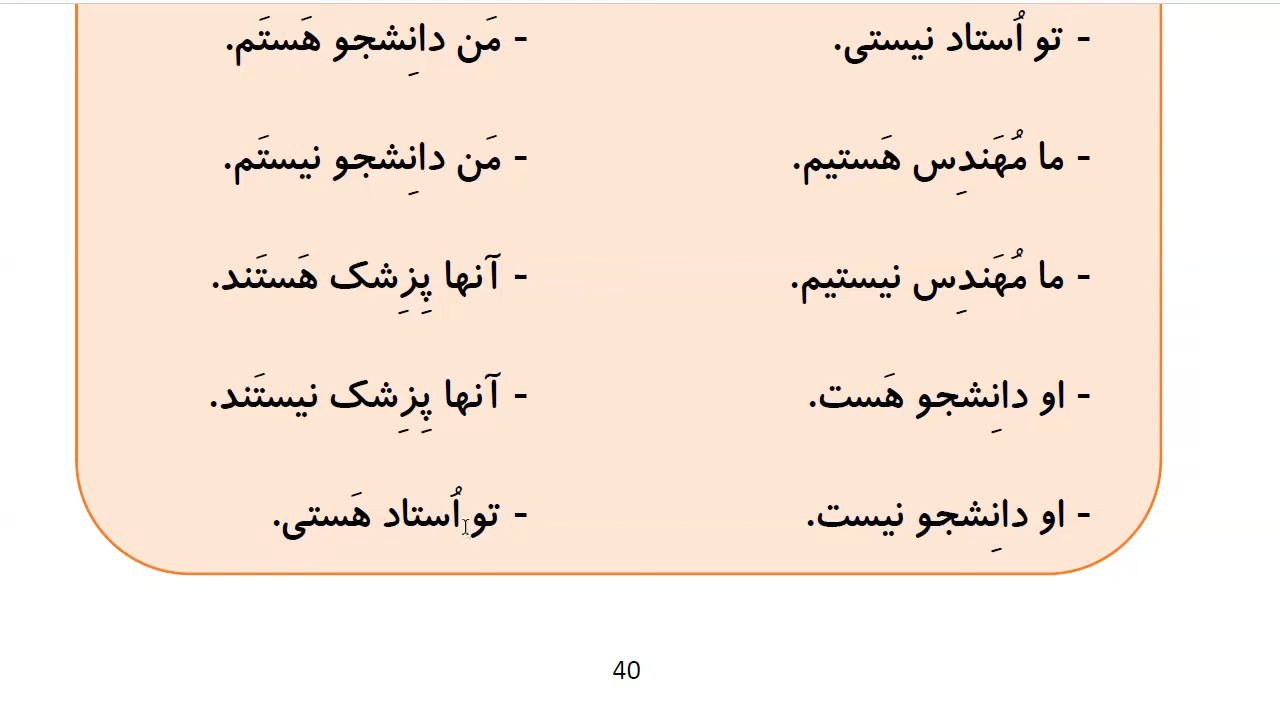 - تو اُستاد نیستی.
- ما مُهَندِس هَستیم.
- ما مُهَندِس نیستیم.
- او دانِشجو هَست.
- او دانِشجو نیست.
- مَن دانِشجو هَستَم.
- مَن دانِشجو نیستَم.
- آنها پِزِشک هَستَند.
- آنها پِزِشک نیستَند.
- تو اُستاد هَستی.
40